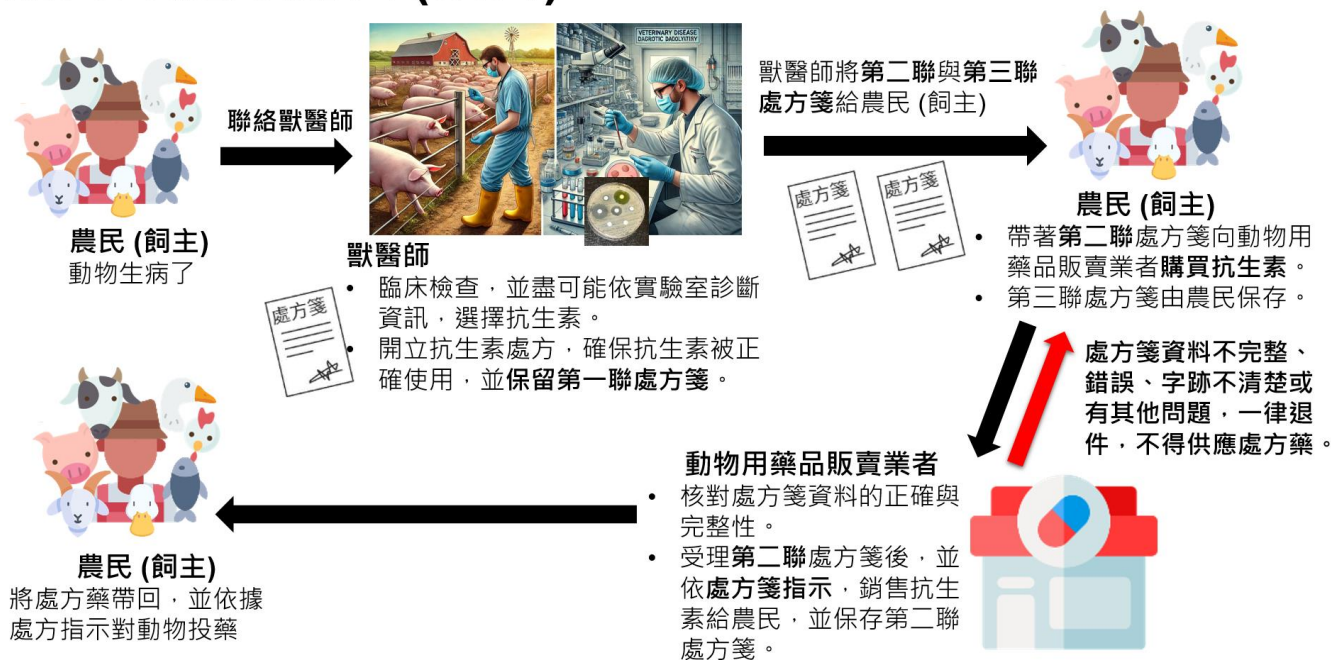 聯絡獸醫師
農民 (飼主)
動物生病了
VETERINARY DISEASE
DAGROTIC DADOLVATINY
獸醫師
• 臨床檢查，並盡可能依實驗室診斷
資訊，選擇抗生素。
• 開立抗生素處方，確保抗生素被正
確使用，並保留第一聯處方箋。
處方箋
獸醫師將第二聯與第三聯
處方箋給農民 (飼主)
處方箋
處方箋
農民 (飼主)
• 帶著第二聯處方箋向動物用
藥品販賣業者購買抗生素。
• 第三聯處方箋由農民保存。
處方箋資料不完整、
錯誤、字跡不清楚或
有其他問題，一律退
件，不得供應處方藥。
動物用藥品販賣業者
• 核對處方箋資料的正確與
完整性。
• 受理第二聯處方箋後，並
依處方箋指示，銷售抗生
素給農民，並保存第二聯
處方箋。
農民 (飼主)
將處方藥帶回，並依據
處方指示對動物投藥